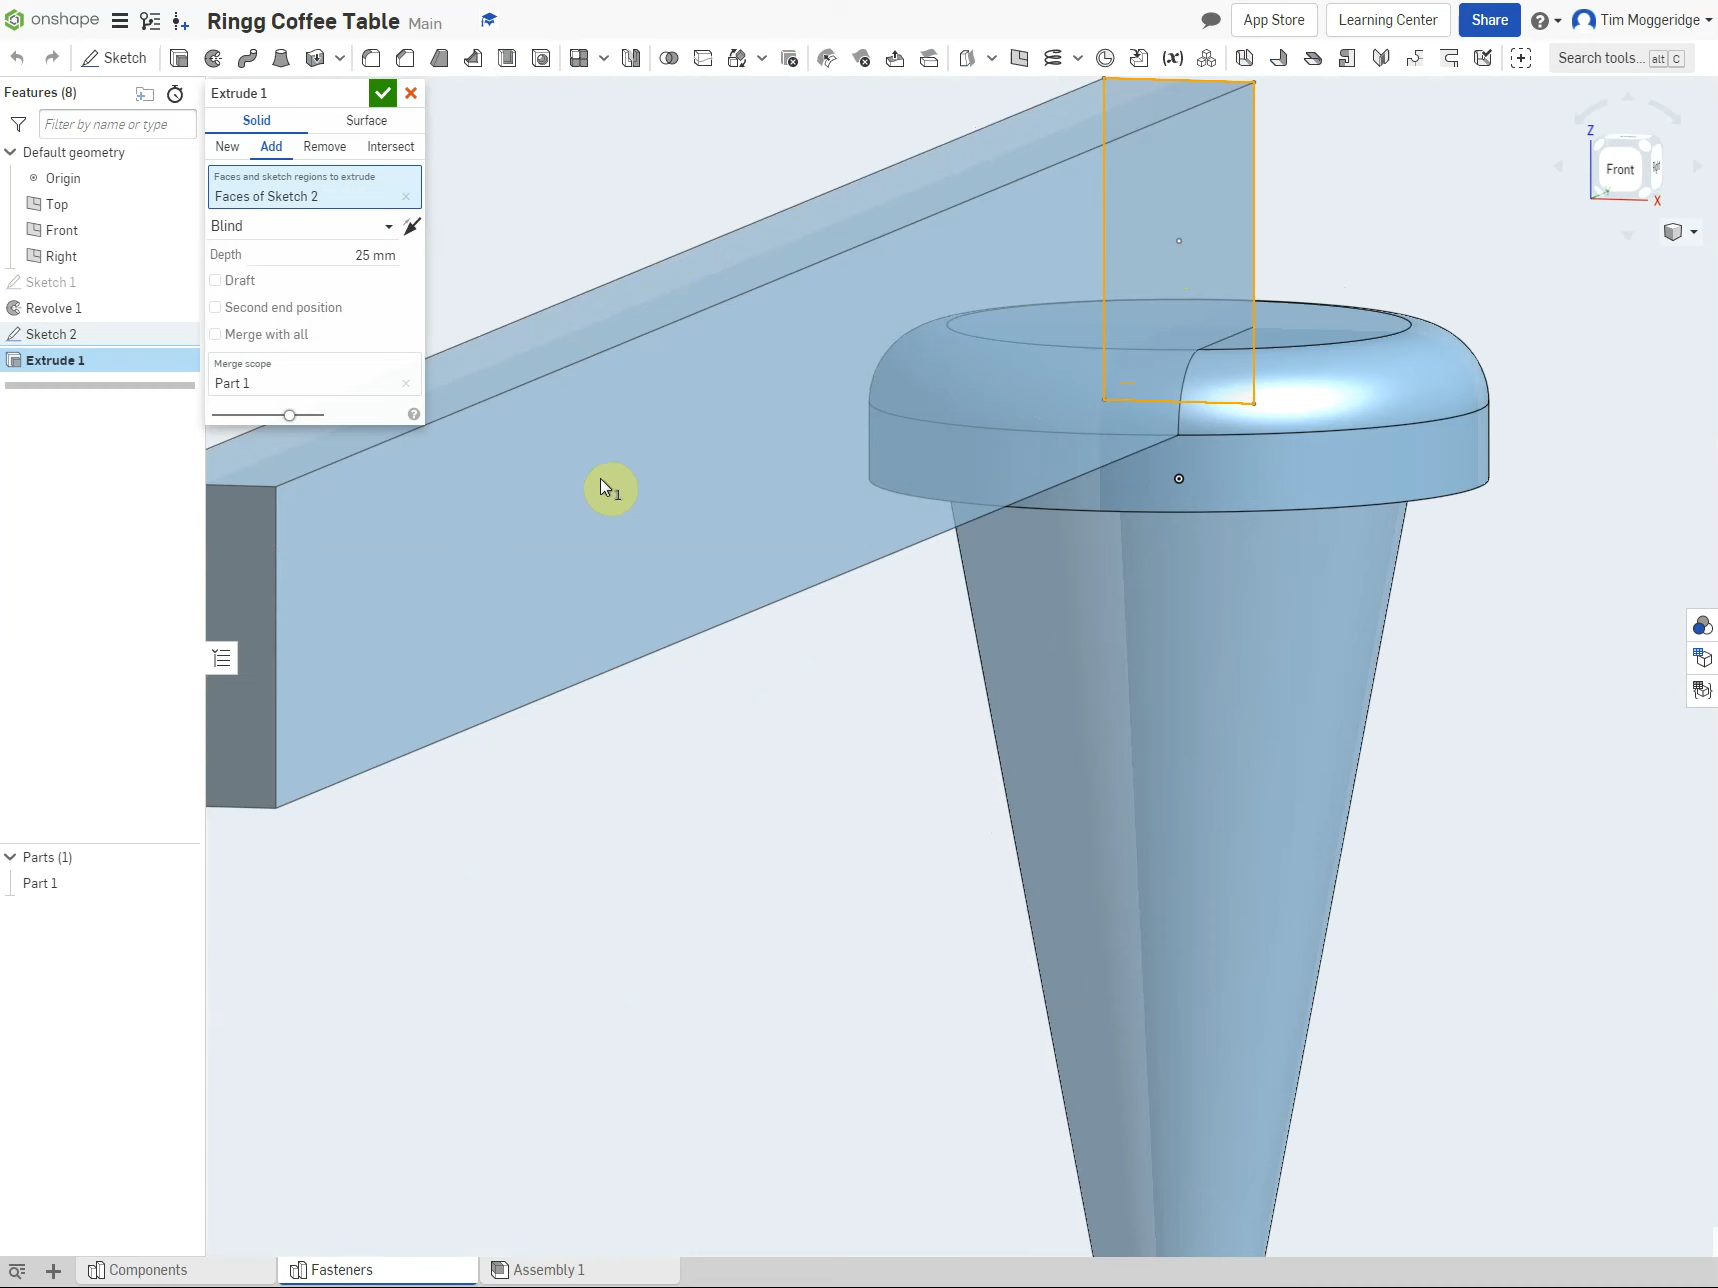 onshape Ringg Coffee Table Main App Store Learning Center Share Tim Moggeridge
Sketch Search tools... alt C
Features (8)
Filter by name or type
Default geometry
Origin
Top
Front
Right
Sketch 1
Revolve 1
Sketch 2
Extrude 1
Extrude 1
Solid Surface
New Add Remove Intersect
Faces and sketch regions to extrude
Faces of Sketch 2
Blind
Depth 25 mm
Draft
Second end position
Merge with all
Merge scope
Part 1
Z
Front
Right
X
1
Parts (1)
Part 1
Components Fasteners Assembly 1